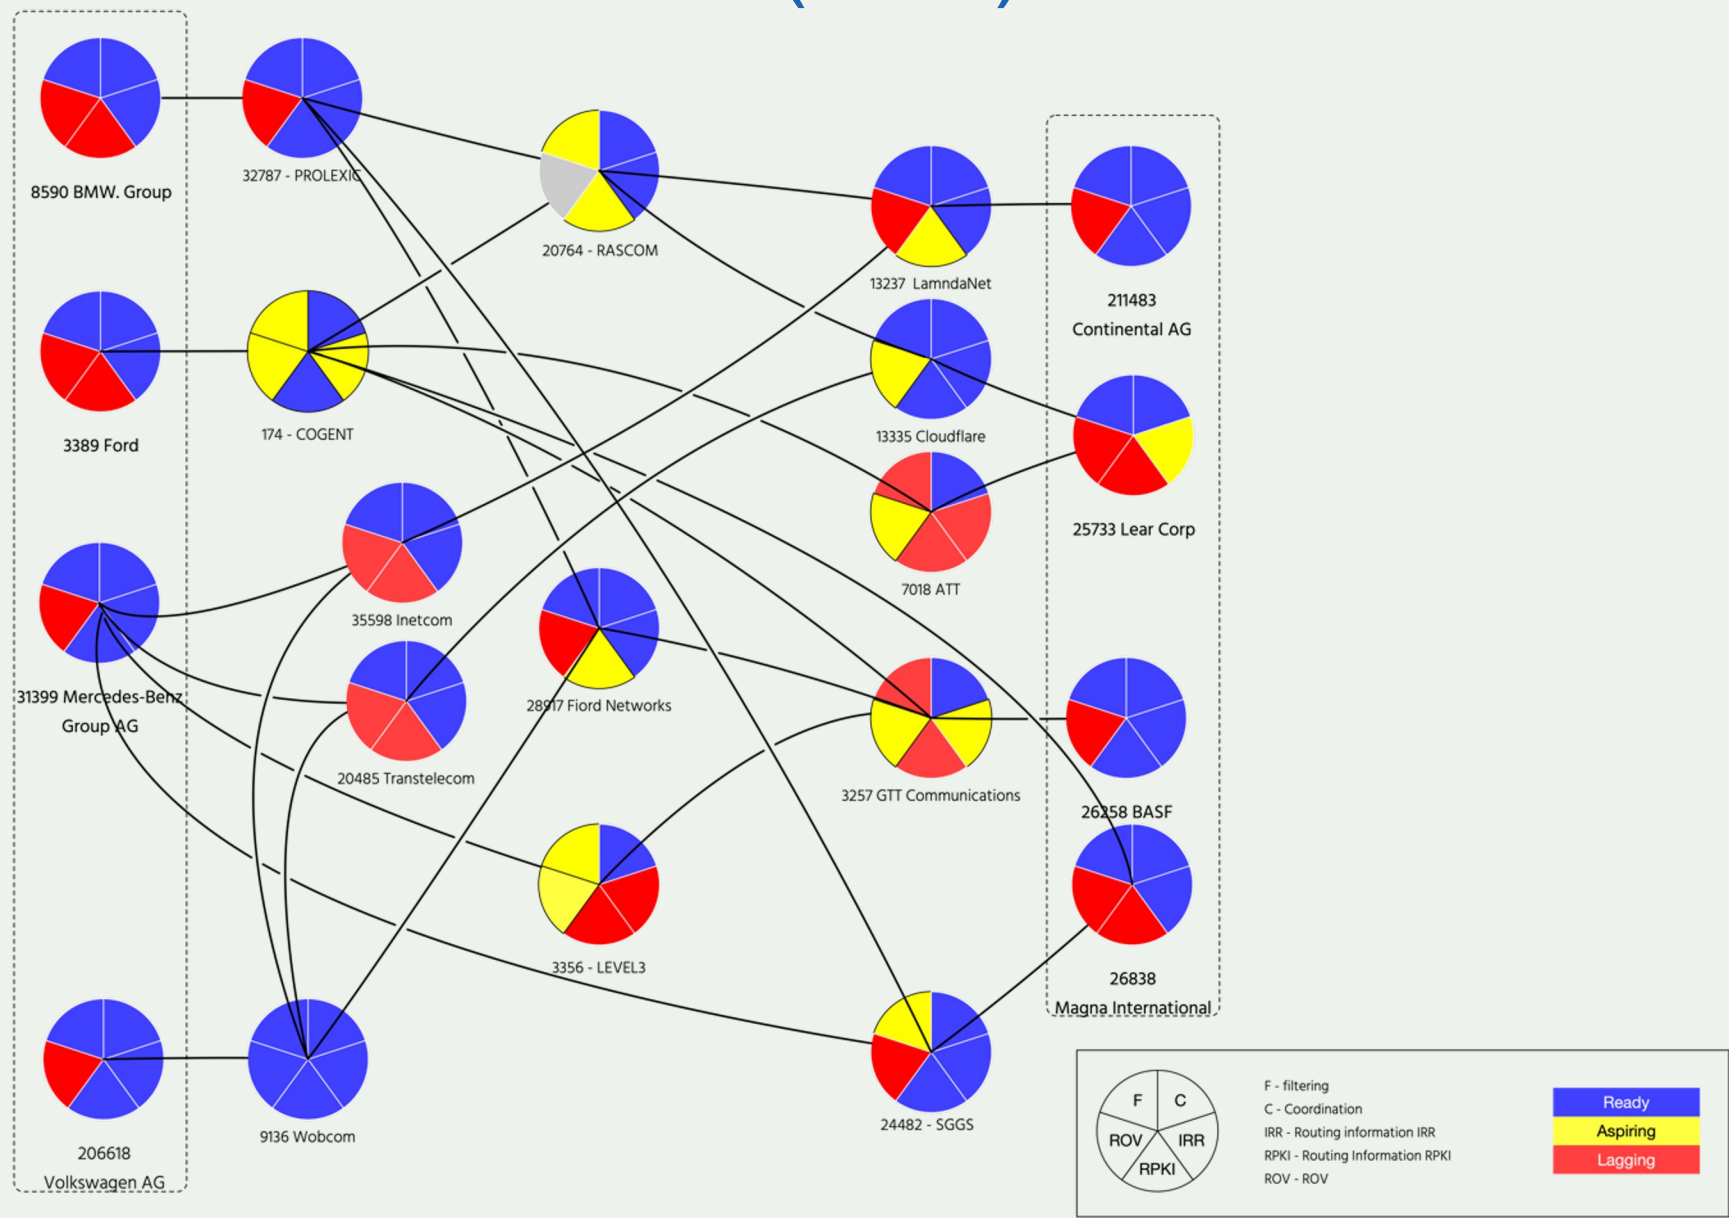 8590 BMW. Group
32787 - PROLEXIC
20764 - RASCOM
13237 LamndaNet
211483
Continental AG
3389 Ford
174 - COGENT
13335 Cloudflare
25733 Lear Corp
7018 ATT
35598 Inetcom
31399 Mercedes-Benz
Group AG
28917 Fiord Networks
20485 Transtelecom
3257 GTT Communications
26258 BASF
3356 - LEVEL3
26838
Magna International
206618
Volkswagen AG
9136 Wobcom
24482 - SGGS
F
C
ROV
IRR
RPKI
F - filtering
C - Coordination
IRR - Routing information IRR
RPKI - Routing Information RPKI
ROV - ROV
Ready
Aspiring
Lagging